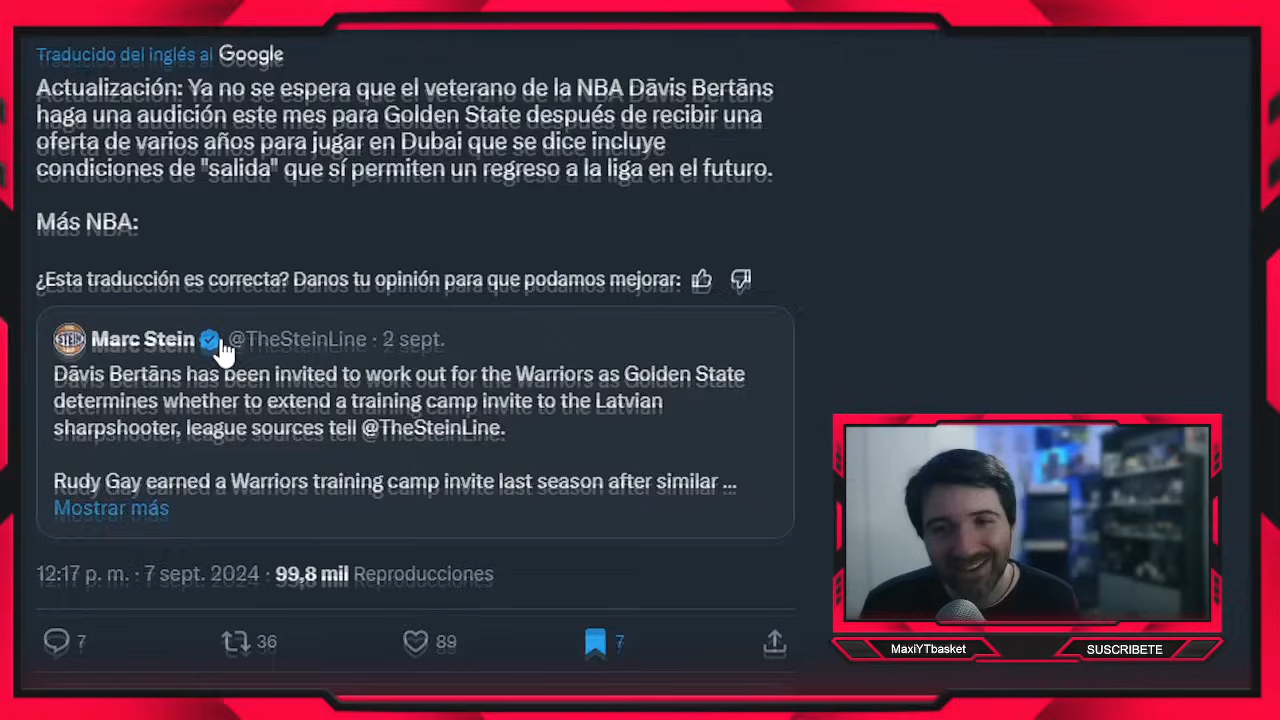 Traducido del inglés al Google
Actualización: Ya no se espera que el veterano de la NBA Dāvis Bertāns
haga una audición este mes para Golden State después de recibir una
oferta de varios años para jugar en Dubai que se dice incluye
condiciones de "salida" que sí permiten un regreso a la liga en el futuro.
Más NBA:
¿Esta traducción es correcta? Danos tu opinión para que podamos mejorar:
STEIN
Marc Stein @TheSteinLine · 2 sept.
Dāvis Bertāns has been invited to work out for the Warriors as Golden State
determines whether to extend a training camp invite to the Latvian
sharpshooter, league sources tell @TheSteinLine.
Rudy Gay earned a Warriors training camp invite last season after similar ...
Mostrar más
12:17 p. m. · 7 sept. 2024 · 99,8 mil Reproducciones
7 36 89 7
MaxiYTbasket SUSCRIBETE